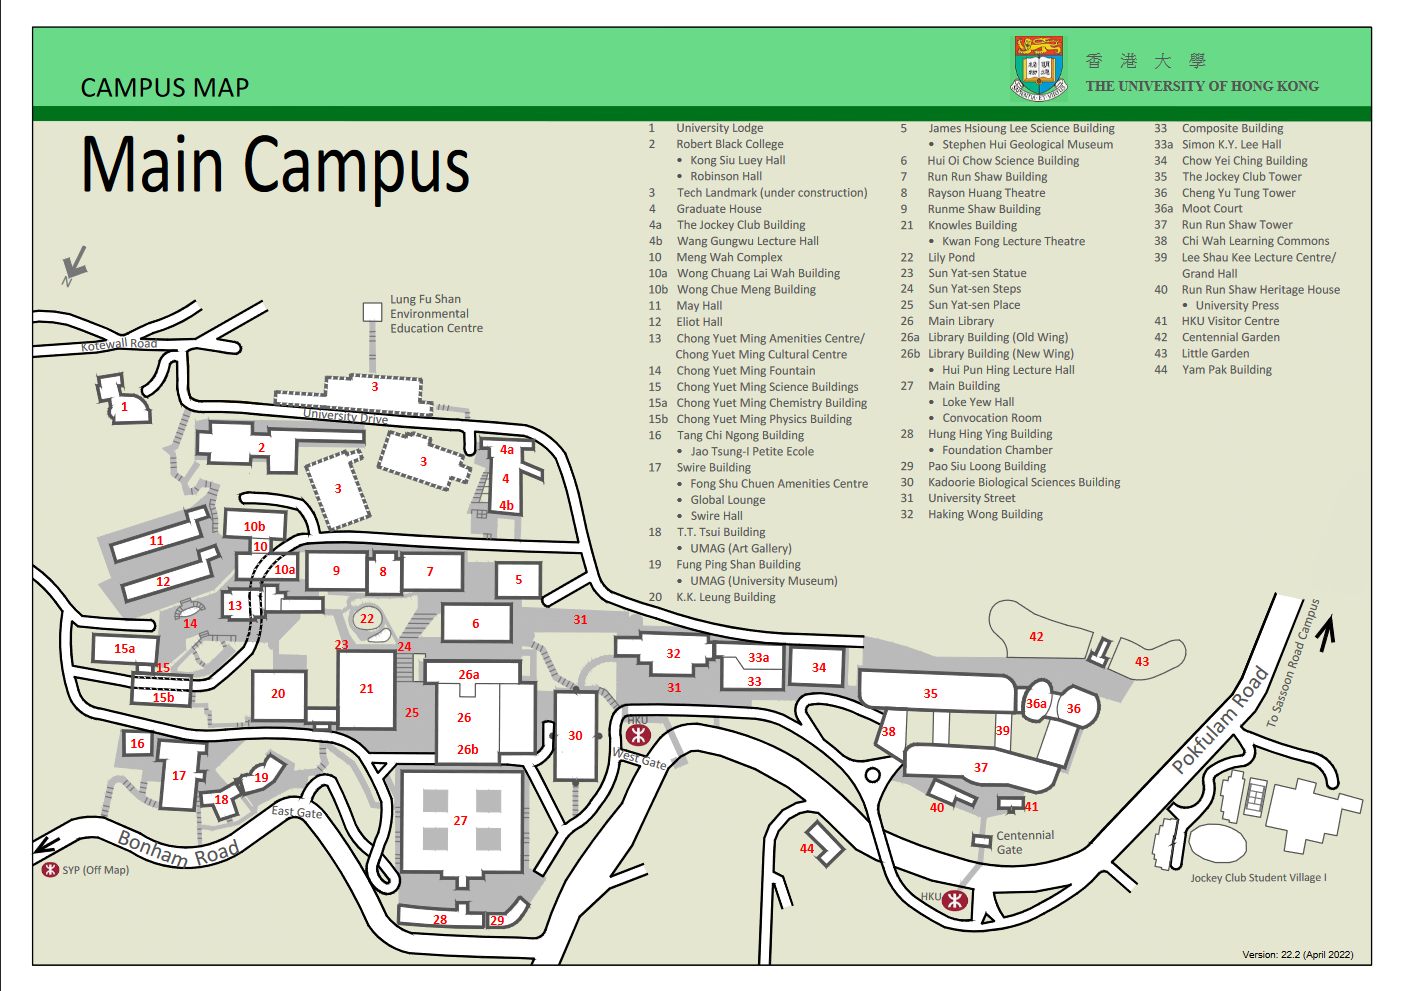 CAMPUS MAP
香港大學
THE UNIVERSITY OF HONG KONG
Main Campus
1 University Lodge
2 Robert Black College
• Kong Siu Luey Hall
• Robinson Hall
3 Tech Landmark (under construction)
4 Graduate House
4a The Jockey Club Building
4b Wang Gungwu Lecture Hall
10 Meng Wah Complex
10a Wong Chuang Lai Wah Building
10b Wong Chue Meng Building
11 May Hall
12 Eliot Hall
13 Chong Yuet Ming Amenities Centre/
Chong Yuet Ming Cultural Centre
14 Chong Yuet Ming Fountain
15 Chong Yuet Ming Science Buildings
15a Chong Yuet Ming Chemistry Building
15b Chong Yuet Ming Physics Building
16 Tang Chi Ngong Building
• Jao Tsung-I Petite Ecole
17 Swire Building
• Fong Shu Chuen Amenities Centre
• Global Lounge
• Swire Hall
18 T.T. Tsui Building
• UMAG (Art Gallery)
19 Fung Ping Shan Building
• UMAG (University Museum)
20 K.K. Leung Building
5 James Hsioung Lee Science Building
• Stephen Hui Geological Museum
6 Hui Oi Chow Science Building
7 Run Run Shaw Building
8 Rayson Huang Theatre
9 Runme Shaw Building
21 Knowles Building
• Kwan Fong Lecture Theatre
22 Lily Pond
23 Sun Yat-sen Statue
24 Sun Yat-sen Steps
25 Sun Yat-sen Place
26 Main Library
26a Library Building (Old Wing)
26b Library Building (New Wing)
• Hui Pun Hing Lecture Hall
27 Main Building
• Loke Yew Hall
• Convocation Room
28 Hung Hing Ying Building
• Foundation Chamber
29 Pao Siu Loong Building
30 Kadoorie Biological Sciences Building
31 University Street
32 Haking Wong Building
33 Composite Building
33a Simon K.Y. Lee Hall
34 Chow Yei Ching Building
35 The Jockey Club Tower
36 Cheng Yu Tung Tower
36a Moot Court
37 Run Run Shaw Tower
38 Chi Wah Learning Commons
39 Lee Shau Kee Lecture Centre/
Grand Hall
40 Run Run Shaw Heritage House
• University Press
41 HKU Visitor Centre
42 Centennial Garden
43 Little Garden
44 Yam Pak Building
N
Lung Fu Shan
Environmental
Education Centre
Kotewall Road
3
1
University Drive
2
3
4a
3
4
4b
10b
11
10
10a
9
8
7
5
12
13
14
22
6
31
23
24
15a
15
15b
20
21
26a
32
33a
33
34
31
42
43
35
36a
36
25
26
26b
30
HKU
West Gate
38
39
37
16
17
18
19
East Gate
27
40
41
44
Centennial
Gate
Pokfulam Road
To Sassoon Road Campus
Bonham Road
SYP (Off Map)
HKU
Jockey Club Student Village I
28
29
Version: 22.2 (April 2022)